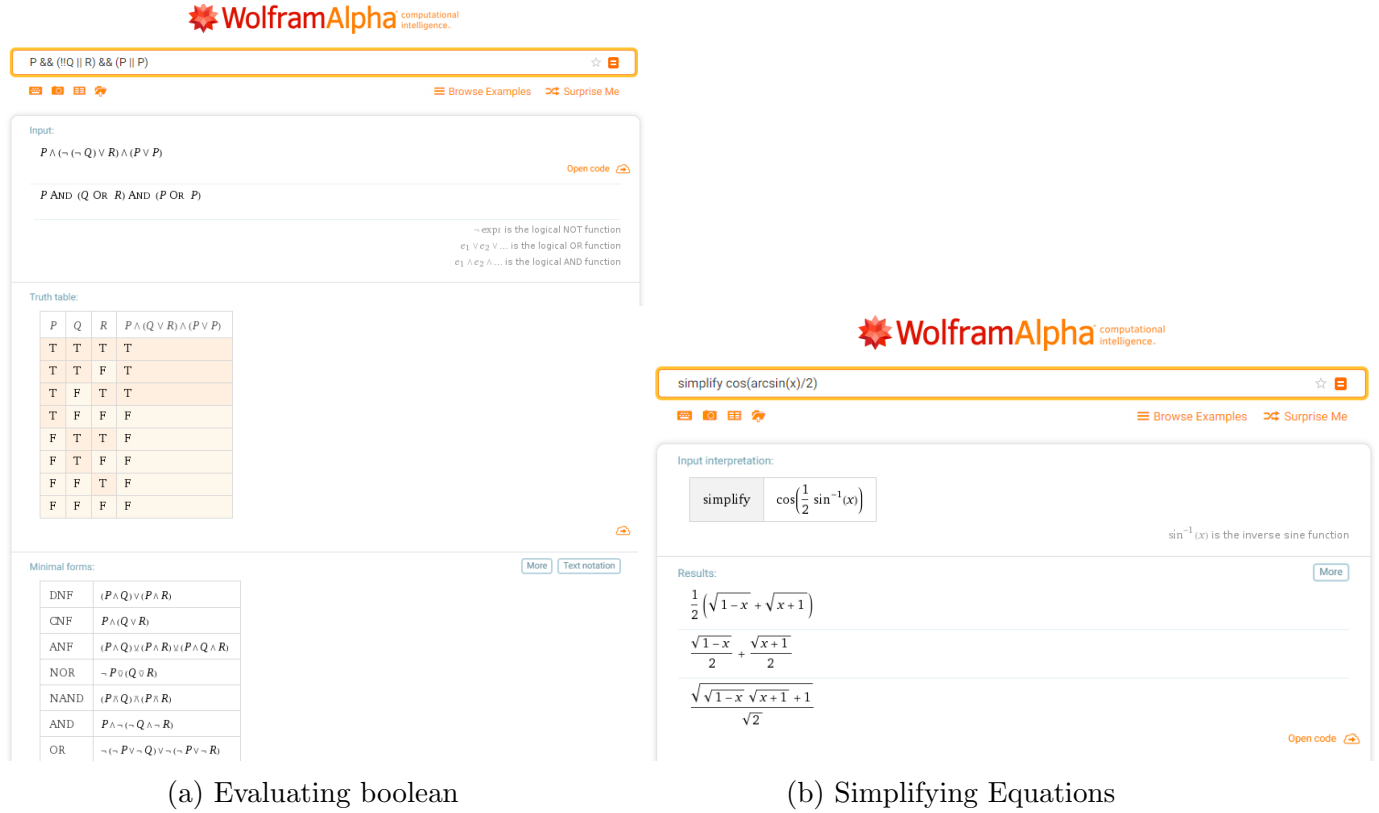 WolframAlpha computational intelligence.
P && (!!Q || R) && (P || P)
Browse Examples Surprise Me
Input:
P ∧ (¬ (¬ Q) ∨ R) ∧ (P ∨ P)
Open code
P AND (Q OR R) AND (P OR P)
¬ expr is the logical NOT function
e₁ ∨ e₂ ∨ ... is the logical OR function
e₁ ∧ e₂ ∧ ... is the logical AND function
Truth table:
P Q R P ∧ (Q ∨ R) ∧ (P ∨ P)
T T T T
T T F T
T F T T
T F F F
F T T F
F T F F
F F T F
F F F F
Minimal forms:
More Text notation
DNF (P ∧ Q) ∨ (P ∧ R)
CNF P ∧ (Q ∨ R)
ANF (P ∧ Q) ⊻ (P ∧ R) ⊻ (P ∧ Q ∧ R)
NOR ¬ P ⊽ (Q ⊽ R)
NAND (P ⊼ Q) ⊼ (P ⊼ R)
AND P ∧ ¬ (¬ Q ∧ ¬ R)
OR ¬ (¬ P ∨ ¬ Q) ∨ ¬ (¬ P ∨ ¬ R)
(a) Evaluating boolean
WolframAlpha computational intelligence.
simplify cos(arcsin(x)/2)
Browse Examples Surprise Me
Input interpretation:
simplify cos(1/2 sin⁻¹(x))
sin⁻¹(x) is the inverse sine function
Results:
More
1/2 (√(1 − x) + √(x + 1))
√(1 − x)/2 + √(x + 1)/2
√(√(1 − x) √(x + 1) + 1)/√2
Open code
(b) Simplifying Equations